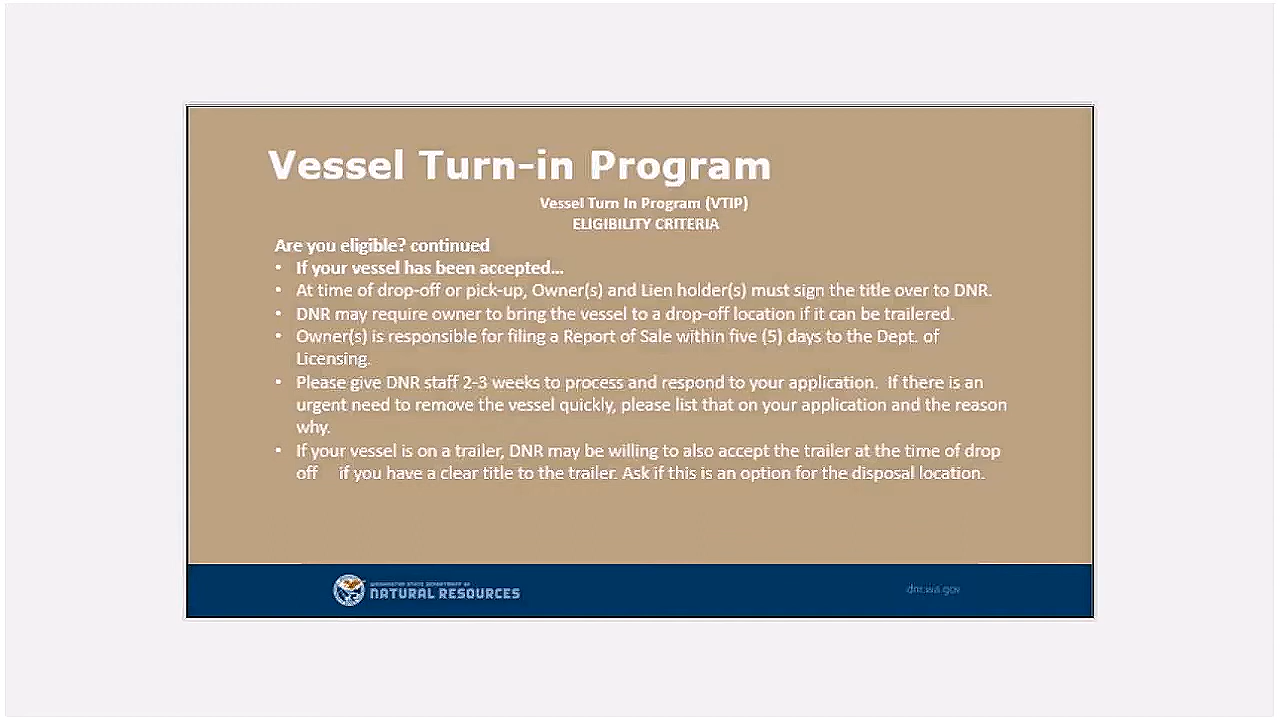 Vessel Turn-in Program
Vessel Turn In Program (VTIP)
ELIGIBILITY CRITERIA
Are you eligible? continued
• If your vessel has been accepted...
• At time of drop-off or pick-up, Owner(s) and Lien holder(s) must sign the title over to DNR.
• DNR may require owner to bring the vessel to a drop-off location if it can be trailered.
• Owner(s) is responsible for filing a Report of Sale within five (5) days to the Dept. of
Licensing.
• Please give DNR staff 2-3 weeks to process and respond to your application. If there is an
urgent need to remove the vessel quickly, please list that on your application and the reason
why.
• If your vessel is on a trailer, DNR may be willing to also accept the trailer at the time of drop
off if you have a clear title to the trailer. Ask if this is an option for the disposal location.
WASHINGTON STATE DEPARTMENT OF
NATURAL RESOURCES
dnr.wa.gov